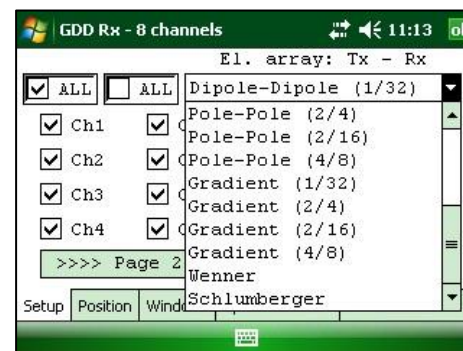 GDD Rx - 8 channels 11:13
El. array: Tx - Rx
ALL ALL Dipole-Dipole (1/32)
Pole-Pole (2/4)
Ch1
Pole-Pole (2/16)
Ch2 Pole-Pole (4/8)
Gradient (1/32)
Ch3
Gradient (2/4)
Ch4 Gradient (2/16)
Gradient (4/8)
>>>> Page 2
Wenner
Setup Position Schlumberger